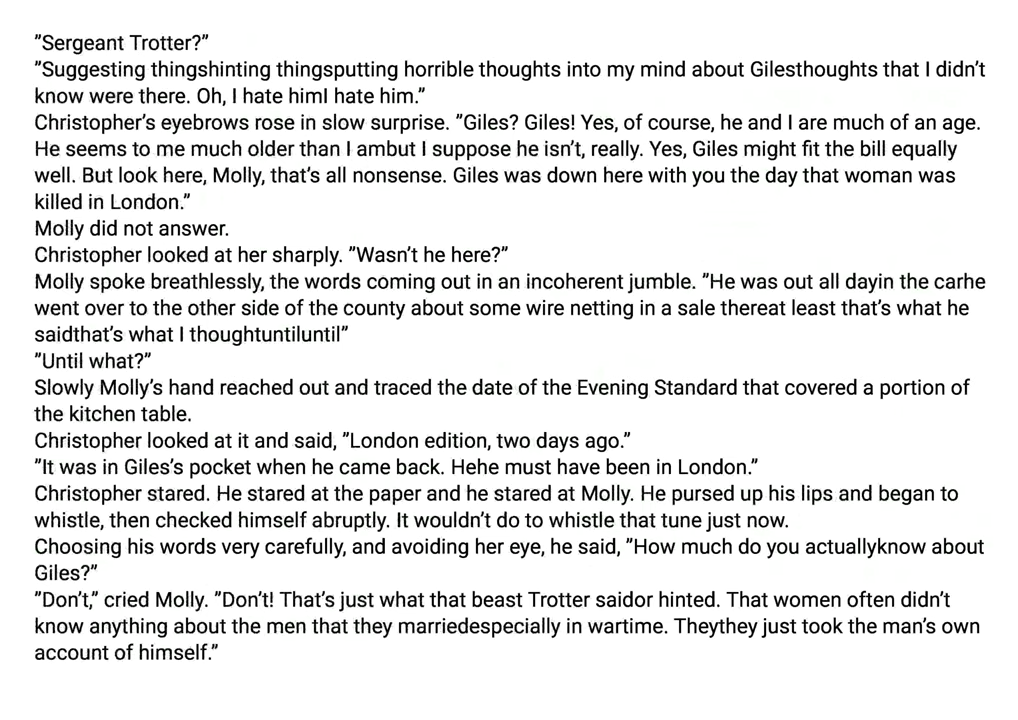 ”Sergeant Trotter?”
”Suggesting thingshinting thingsputting horrible thoughts into my mind about Gilesthoughts that I didn’t
know were there. Oh, I hate himI hate him.”
Christopher’s eyebrows rose in slow surprise. ”Giles? Giles! Yes, of course, he and I are much of an age.
He seems to me much older than I ambut I suppose he isn’t, really. Yes, Giles might fit the bill equally
well. But look here, Molly, that’s all nonsense. Giles was down here with you the day that woman was
killed in London.”
Molly did not answer.
Christopher looked at her sharply. ”Wasn’t he here?”
Molly spoke breathlessly, the words coming out in an incoherent jumble. ”He was out all dayin the carhe
went over to the other side of the county about some wire netting in a sale thereat least that’s what he
saidthat’s what I thoughtuntiluntil”
”Until what?”
Slowly Molly’s hand reached out and traced the date of the Evening Standard that covered a portion of
the kitchen table.
Christopher looked at it and said, ”London edition, two days ago.”
”It was in Giles’s pocket when he came back. Hehe must have been in London.”
Christopher stared. He stared at the paper and he stared at Molly. He pursed up his lips and began to
whistle, then checked himself abruptly. It wouldn’t do to whistle that tune just now.
Choosing his words very carefully, and avoiding her eye, he said, ”How much do you actuallyknow about
Giles?”
”Don’t,” cried Molly. ”Don’t! That’s just what that beast Trotter saidor hinted. That women often didn’t
know anything about the men that they marriedespecially in wartime. Theythey just took the man’s own
account of himself.”